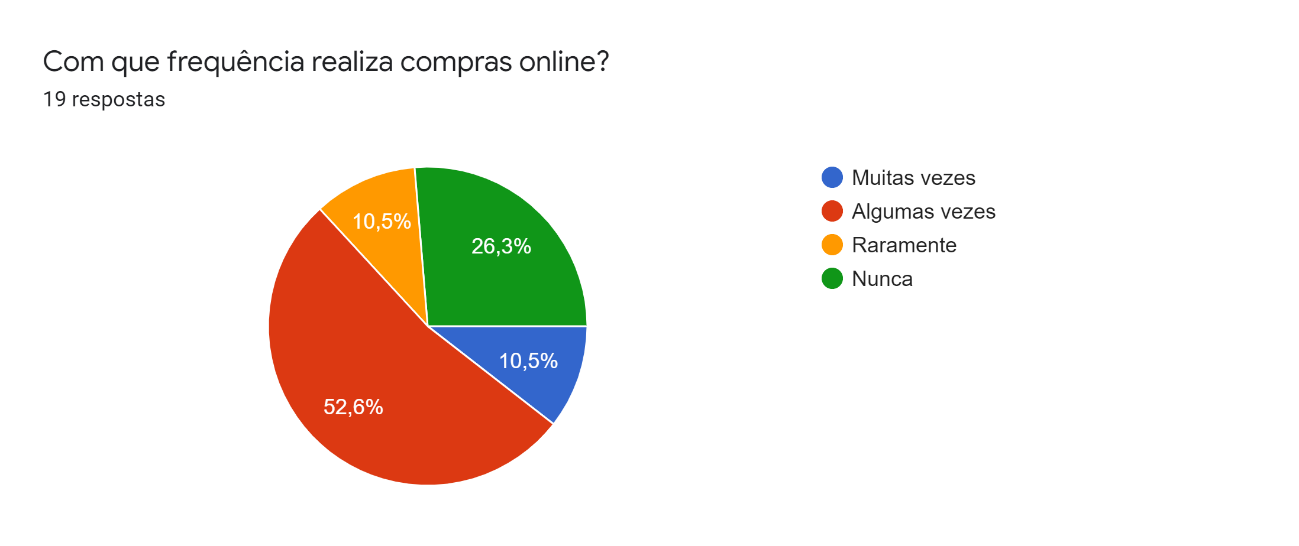 Com que frequência realiza compras online?
19 respostas
10,5%
26,3%
10,5%
52,6%
Muitas vezes
Algumas vezes
Raramente
Nunca